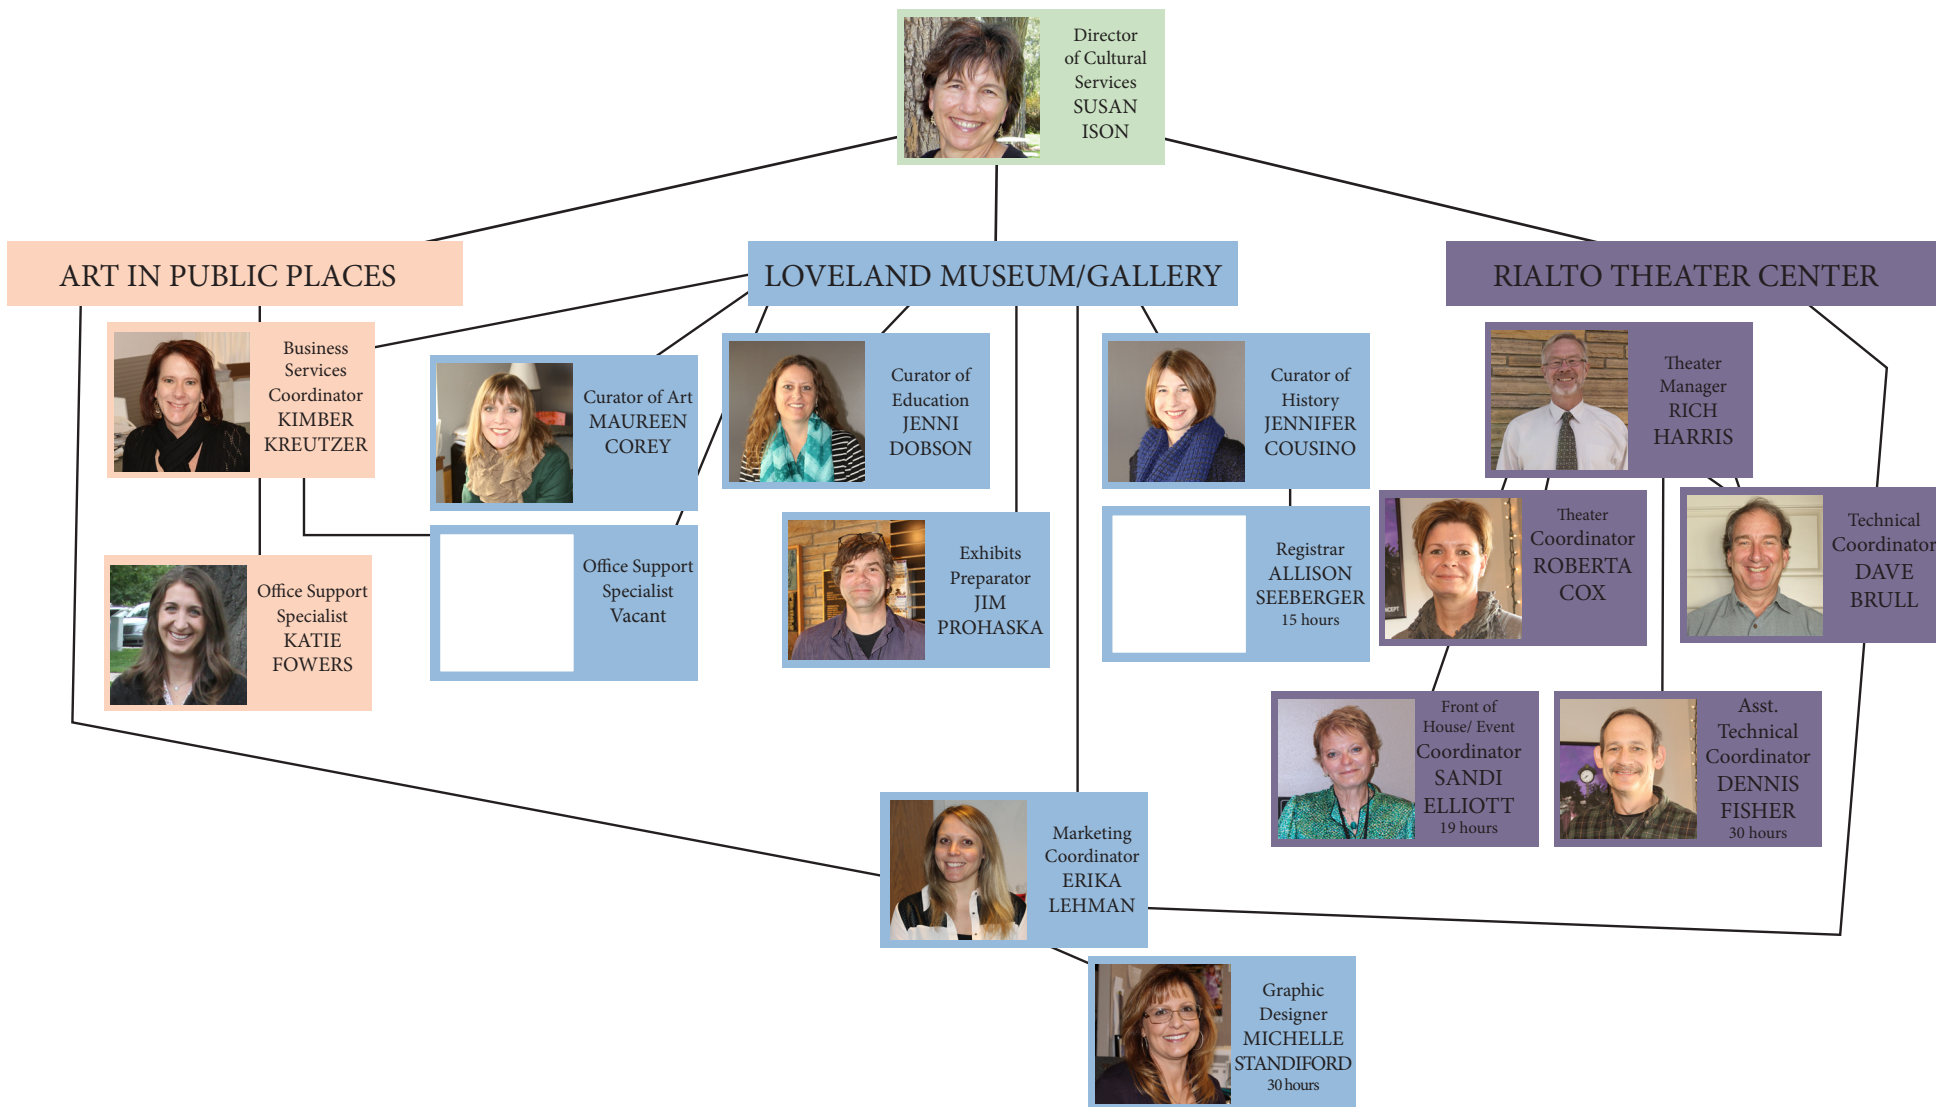 Director
of Cultural
Services
SUSAN
ISON
ART IN PUBLIC PLACES
LOVELAND MUSEUM/GALLERY
RIALTO THEATER CENTER
Business
Services
Coordinator
KIMBER
KREUTZER
Curator of Art
MAUREEN
COREY
Curator of
Education
JENNI
DOBSON
Curator of
History
JENNIFER
COUSINO
Theater
Manager
RICH
HARRIS
Office Support
Specialist
KATIE
FOWERS
Office Support
Specialist
Vacant
Exhibits
Preparator
JIM
PROHASKA
Registrar
ALLISON
SEEBERGER
15 hours
Theater
Coordinator
ROBERTA
COX
Technical
Coordinator
DAVE
BRULL
Front of
House/ Event
Coordinator
SANDI
ELLIOTT
19 hours
Asst.
Technical
Coordinator
DENNIS
FISHER
30 hours
Marketing
Coordinator
ERIKA
LEHMAN
Graphic
Designer
MICHELLE
STANDIFORD
30 hours